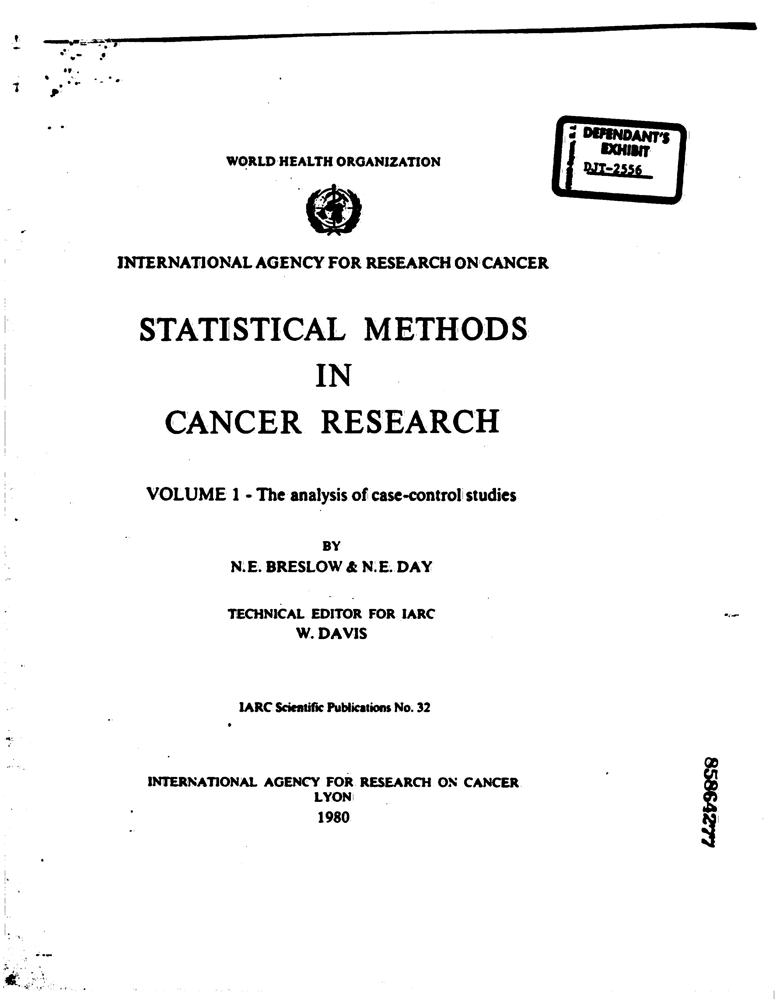 DEFENDANT'S
EXHIBIT
DJT-2556
WORLD HEALTH ORGANIZATION
INTERNATIONAL AGENCY FOR RESEARCH ON CANCER
STATISTICAL METHODS
IN
CANCER RESEARCH
VOLUME 1 - The analysis of case-control studies
BY
N.E. BRESLOW & N.E. DAY
TECHNICAL EDITOR FOR IARC
W. DAVIS
IARC Scientific Publications No. 32
INTERNATIONAL AGENCY FOR RESEARCH ON CANCER
LYON
1980
85864277